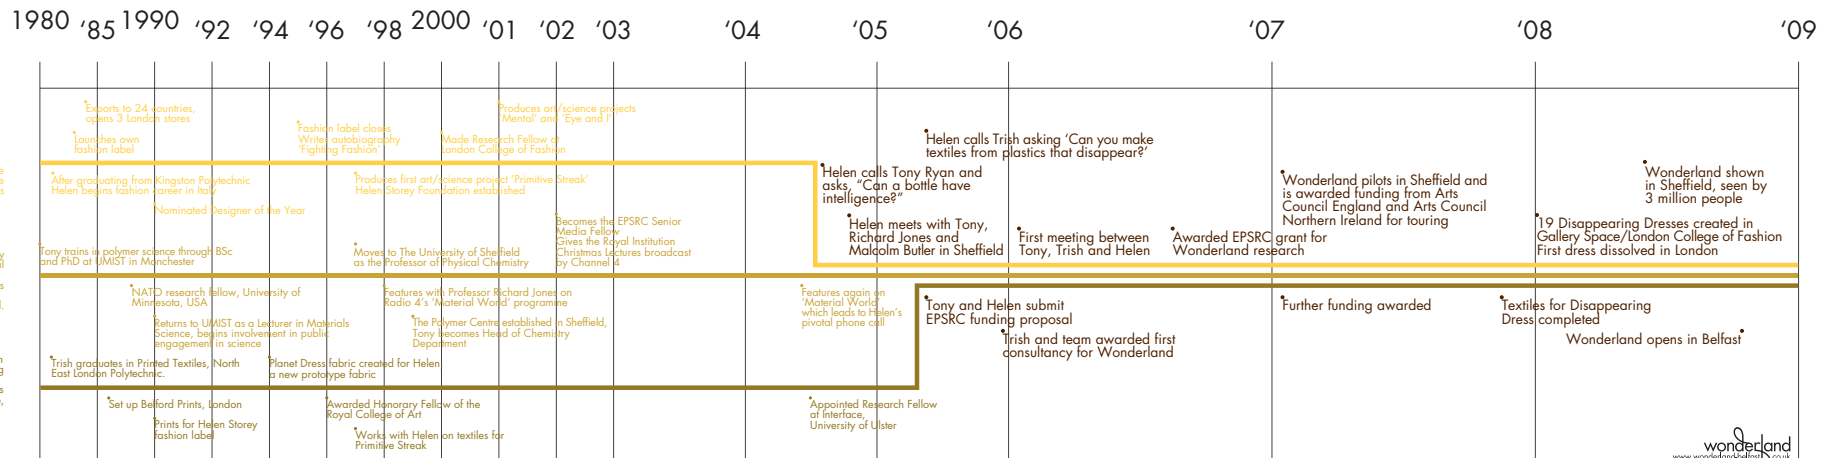 1980 ‘85 1990 ‘92 ‘94 ‘96 ‘98 2000 ‘01 ‘02 ‘03 ‘04 ‘05 ‘06 ‘07 ‘08 ‘09
Exports to 24 countries,
opens 3 London stores
Launches own
fashion label
After graduating from Kingston Polytechnic
Helen begins fashion career in Italy
Nominated Designer of the Year
Fashion label closes
Writes autobiography
‘Fighting Fashion’
Produces first art/science project ‘Primitive Streak’
Helen Storey Foundation established
Made Research Fellow at
London College of Fashion
Produces art/science projects
‘Mental’ and ‘Eye and I’
Tony trains in polymer science through BSc
and PhD at UMIST in Manchester
Moves to The University of Sheffield
as the Professor of Physical Chemistry
Becomes the EPSRC Senior
Media Fellow
Gives the Royal Institution
Christmas Lectures broadcast
by Channel 4
NATO research fellow, University of
Minnesota, USA
Returns to UMIST as a Lecturer in Materials
Science, begins involvement in public
engagement in science
Features with Professor Richard Jones on
Radio 4’s ‘Material World’ programme
The Polymer Centre established in Sheffield,
Tony becomes Head of Chemistry
Department
Features again on
‘Material World’
which leads to Helen’s
pivotal phone call
Trish graduates in Printed Textiles, North
East London Polytechnic.
Planet Dress fabric created for Helen
a new prototype fabric
Set up Belford Prints, London
Prints for Helen Storey
fashion label
Awarded Honorary Fellow of the
Royal College of Art
Works with Helen on textiles for
Primitive Streak
Appointed Research Fellow
at Interface,
University of Ulster
Helen calls Tony Ryan and
asks, “Can a bottle have
intelligence?”
Helen meets with Tony,
Richard Jones and
Malcolm Butler in Sheffield
Helen calls Trish asking ‘Can you make
textiles from plastics that disappear?’
First meeting between
Tony, Trish and Helen
Awarded EPSRC grant for
Wonderland research
Wonderland pilots in Sheffield and
is awarded funding from Arts
Council England and Arts Council
Northern Ireland for touring
Wonderland shown
in Sheffield, seen by
3 million people
19 Disappearing Dresses created in
Gallery Space/London College of Fashion
First dress dissolved in London
Tony and Helen submit
EPSRC funding proposal
Trish and team awarded first
consultancy for Wonderland
Further funding awarded
Textiles for Disappearing
Dress completed
Wonderland opens in Belfast
wonderland